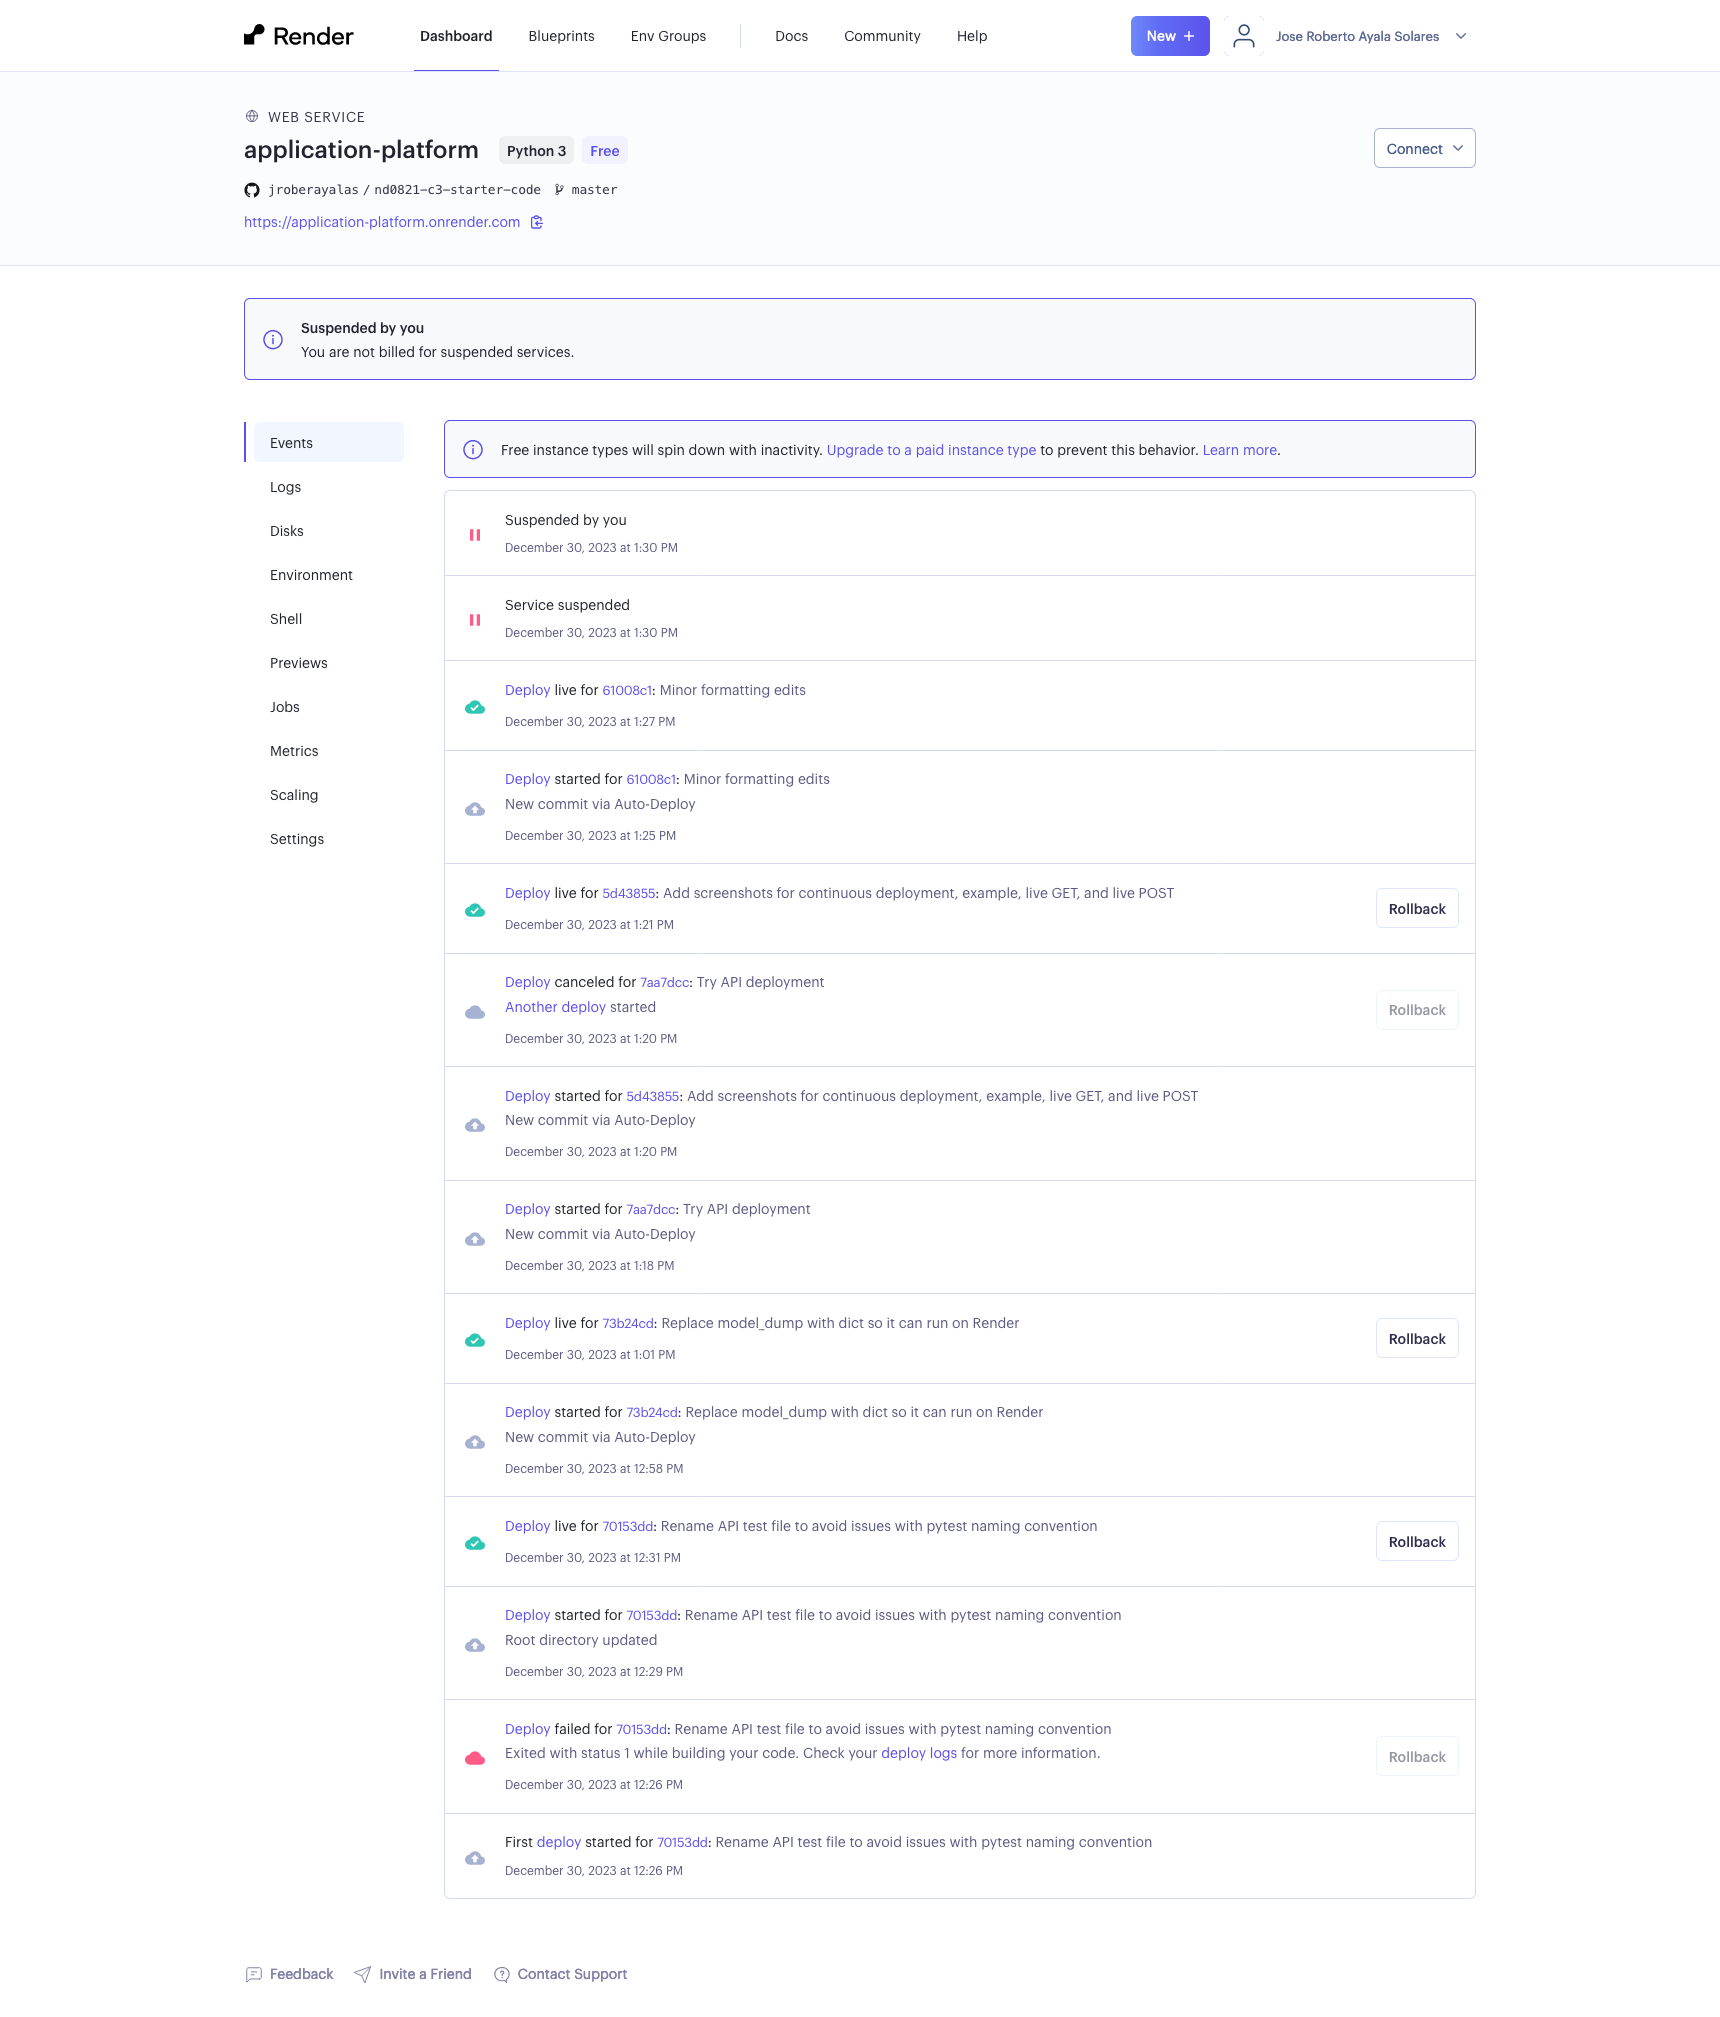 Render
Dashboard
Blueprints
Env Groups
Docs
Community
Help
New +
Jose Roberto Ayala Solares
WEB SERVICE
application-platform
Python 3
Free
Connect
jroberayalas / nd0821-c3-starter-code
master
https://application-platform.onrender.com
Suspended by you
You are not billed for suspended services.
Events
Logs
Disks
Environment
Shell
Previews
Jobs
Metrics
Scaling
Settings
Free instance types will spin down with inactivity. Upgrade to a paid instance type to prevent this behavior. Learn more.
Suspended by you
December 30, 2023 at 1:30 PM
Service suspended
December 30, 2023 at 1:30 PM
Deploy live for 61008c1: Minor formatting edits
December 30, 2023 at 1:27 PM
Deploy started for 61008c1: Minor formatting edits
New commit via Auto-Deploy
December 30, 2023 at 1:25 PM
Deploy live for 5d43855: Add screenshots for continuous deployment, example, live GET, and live POST
December 30, 2023 at 1:21 PM
Rollback
Deploy canceled for 7aa7dcc: Try API deployment
Another deploy started
December 30, 2023 at 1:20 PM
Rollback
Deploy started for 5d43855: Add screenshots for continuous deployment, example, live GET, and live POST
New commit via Auto-Deploy
December 30, 2023 at 1:20 PM
Deploy started for 7aa7dcc: Try API deployment
New commit via Auto-Deploy
December 30, 2023 at 1:18 PM
Deploy live for 73b24cd: Replace model_dump with dict so it can run on Render
December 30, 2023 at 1:01 PM
Rollback
Deploy started for 73b24cd: Replace model_dump with dict so it can run on Render
New commit via Auto-Deploy
December 30, 2023 at 12:58 PM
Deploy live for 70153dd: Rename API test file to avoid issues with pytest naming convention
December 30, 2023 at 12:31 PM
Rollback
Deploy started for 70153dd: Rename API test file to avoid issues with pytest naming convention
Root directory updated
December 30, 2023 at 12:29 PM
Deploy failed for 70153dd: Rename API test file to avoid issues with pytest naming convention
Exited with status 1 while building your code. Check your deploy logs for more information.
December 30, 2023 at 12:26 PM
Rollback
First deploy started for 70153dd: Rename API test file to avoid issues with pytest naming convention
December 30, 2023 at 12:26 PM
Feedback
Invite a Friend
Contact Support